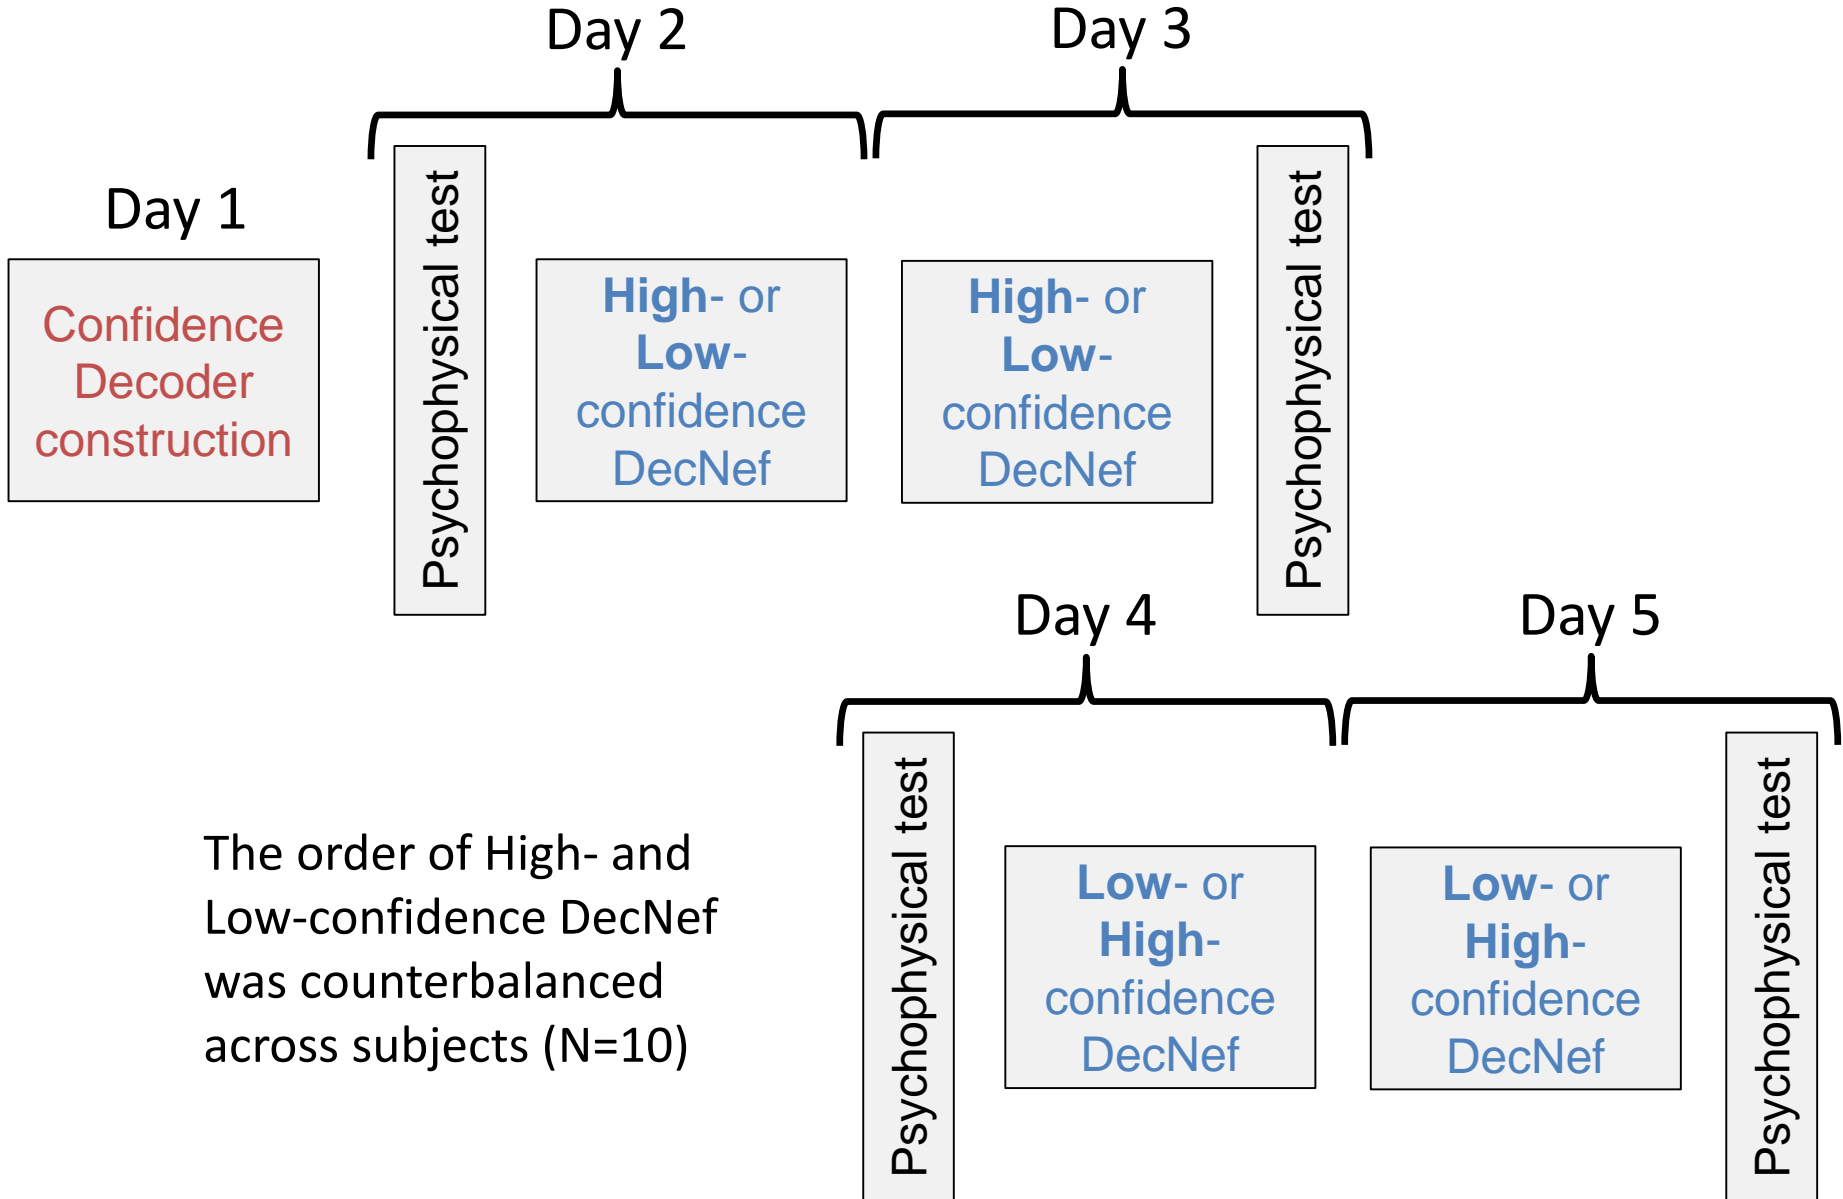 Day 1
Confidence
Decoder
construction
Day 2
Psychophysical test
High- or
Low-
confidence
DecNef
Day 3
High- or
Low-
confidence
DecNef
Psychophysical test
Day 4
Psychophysical test
Low- or
High-
confidence
DecNef
Day 5
Low- or
High-
confidence
DecNef
Psychophysical test
The order of High- and
Low-confidence DecNef
was counterbalanced
across subjects (N=10)